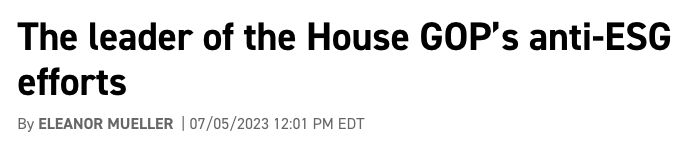 The leader of the House GOP’s anti-ESG
efforts
By ELEANOR MUELLER | 07/05/2023 12:01 PM EDT